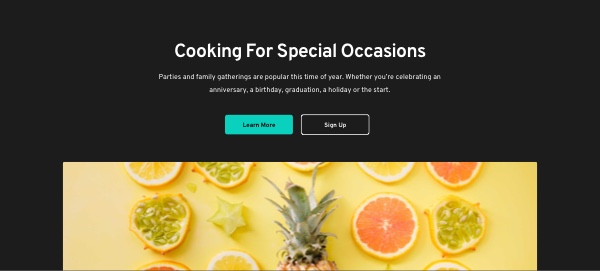 Cooking For Special Occasions
Parties and family gatherings are popular this time of year. Whether you're celebrating an
anniversary, a birthday, graduation, a holiday or the start.
Learn More
Sign Up